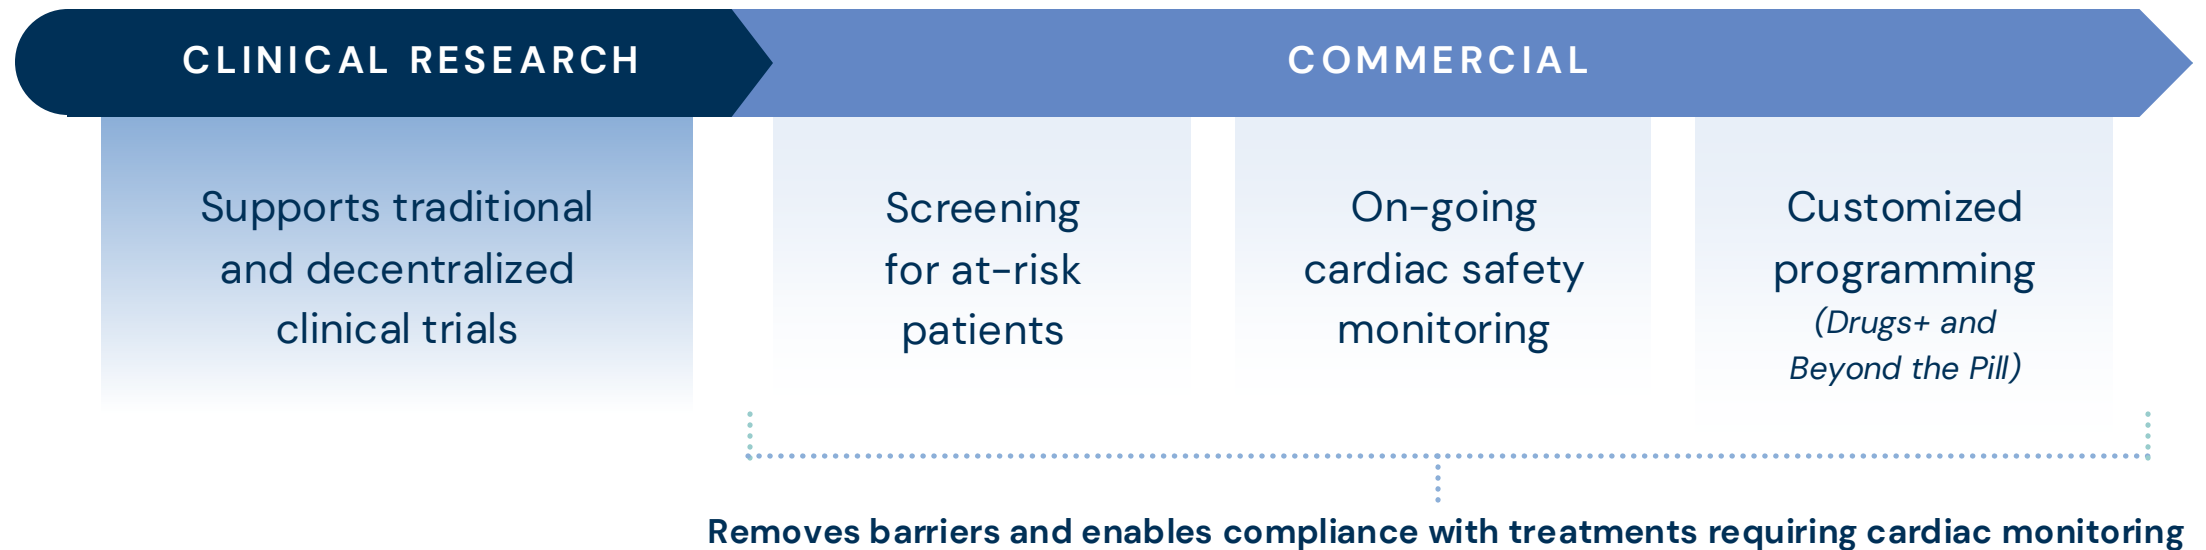 CLINICAL RESEARCH
COMMERCIAL
Supports traditional
and decentralized
clinical trials
Screening
for at-risk
patients
On-going
cardiac safety
monitoring
Customized
programming
(Drugs+ and
Beyond the Pill)
Removes barriers and enables compliance with treatments requiring cardiac monitoring